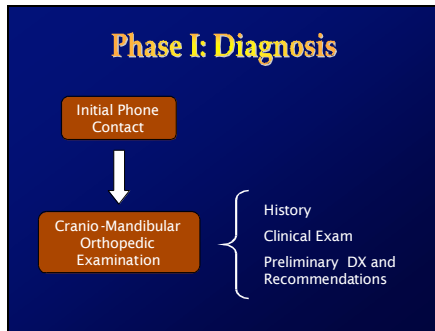 Phase I: Diagnosis
Initial Phone
Contact
Cranio-Mandibular
Orthopedic
Examination
History
Clinical Exam
Preliminary DX and
Recommendations